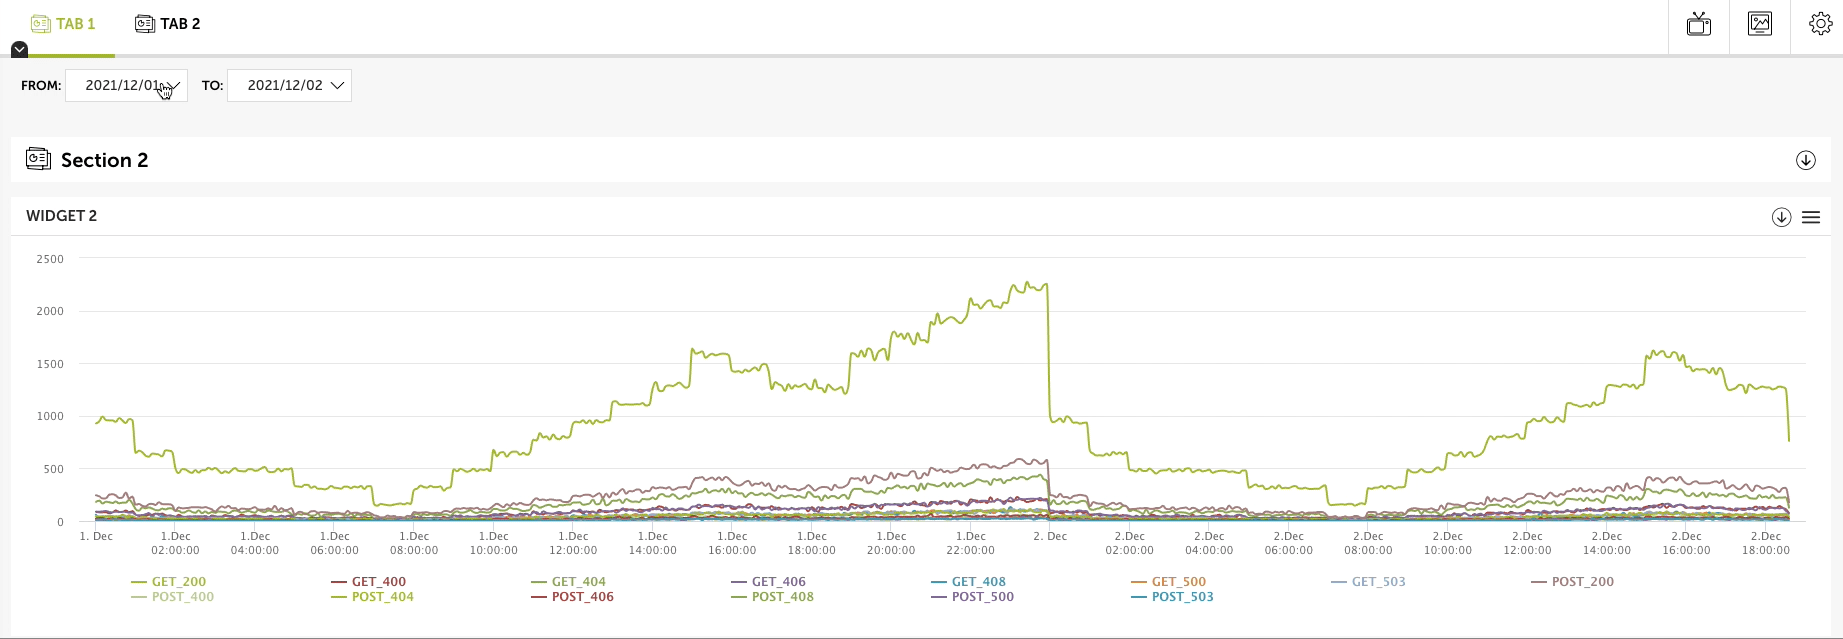 TAB 1 TAB 2
FROM: 2021/12/01 TO: 2021/12/02
Section 2
WIDGET 2
2500
2000
1500
1000
500
0
1. Dec 1.Dec 1.Dec 1.Dec 1.Dec 1.Dec 1.Dec 1.Dec 1.Dec 1.Dec 1.Dec 1.Dec 2. Dec 2.Dec 2.Dec 2.Dec 2.Dec 2.Dec 2.Dec 2.Dec 2.Dec 2.Dec
02:00:00 04:00:00 06:00:00 08:00:00 10:00:00 12:00:00 14:00:00 16:00:00 18:00:00 20:00:00 22:00:00 02:00:00 04:00:00 06:00:00 08:00:00 10:00:00 12:00:00 14:00:00 16:00:00 18:00:00
GET_200 GET_400 GET_404 GET_406 GET_408 GET_500 GET_503 POST_200
POST_400 POST_404 POST_406 POST_408 POST_500 POST_503